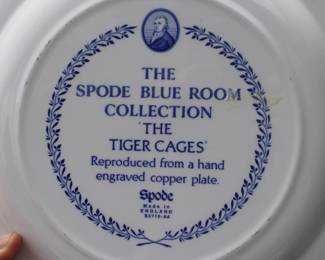 THE
SPODE BLUE ROOM
COLLECTION
'THE
TIGER CAGES'
Reproduced from a hand
engraved copper plate.
Spode
Made in
ENGLAND